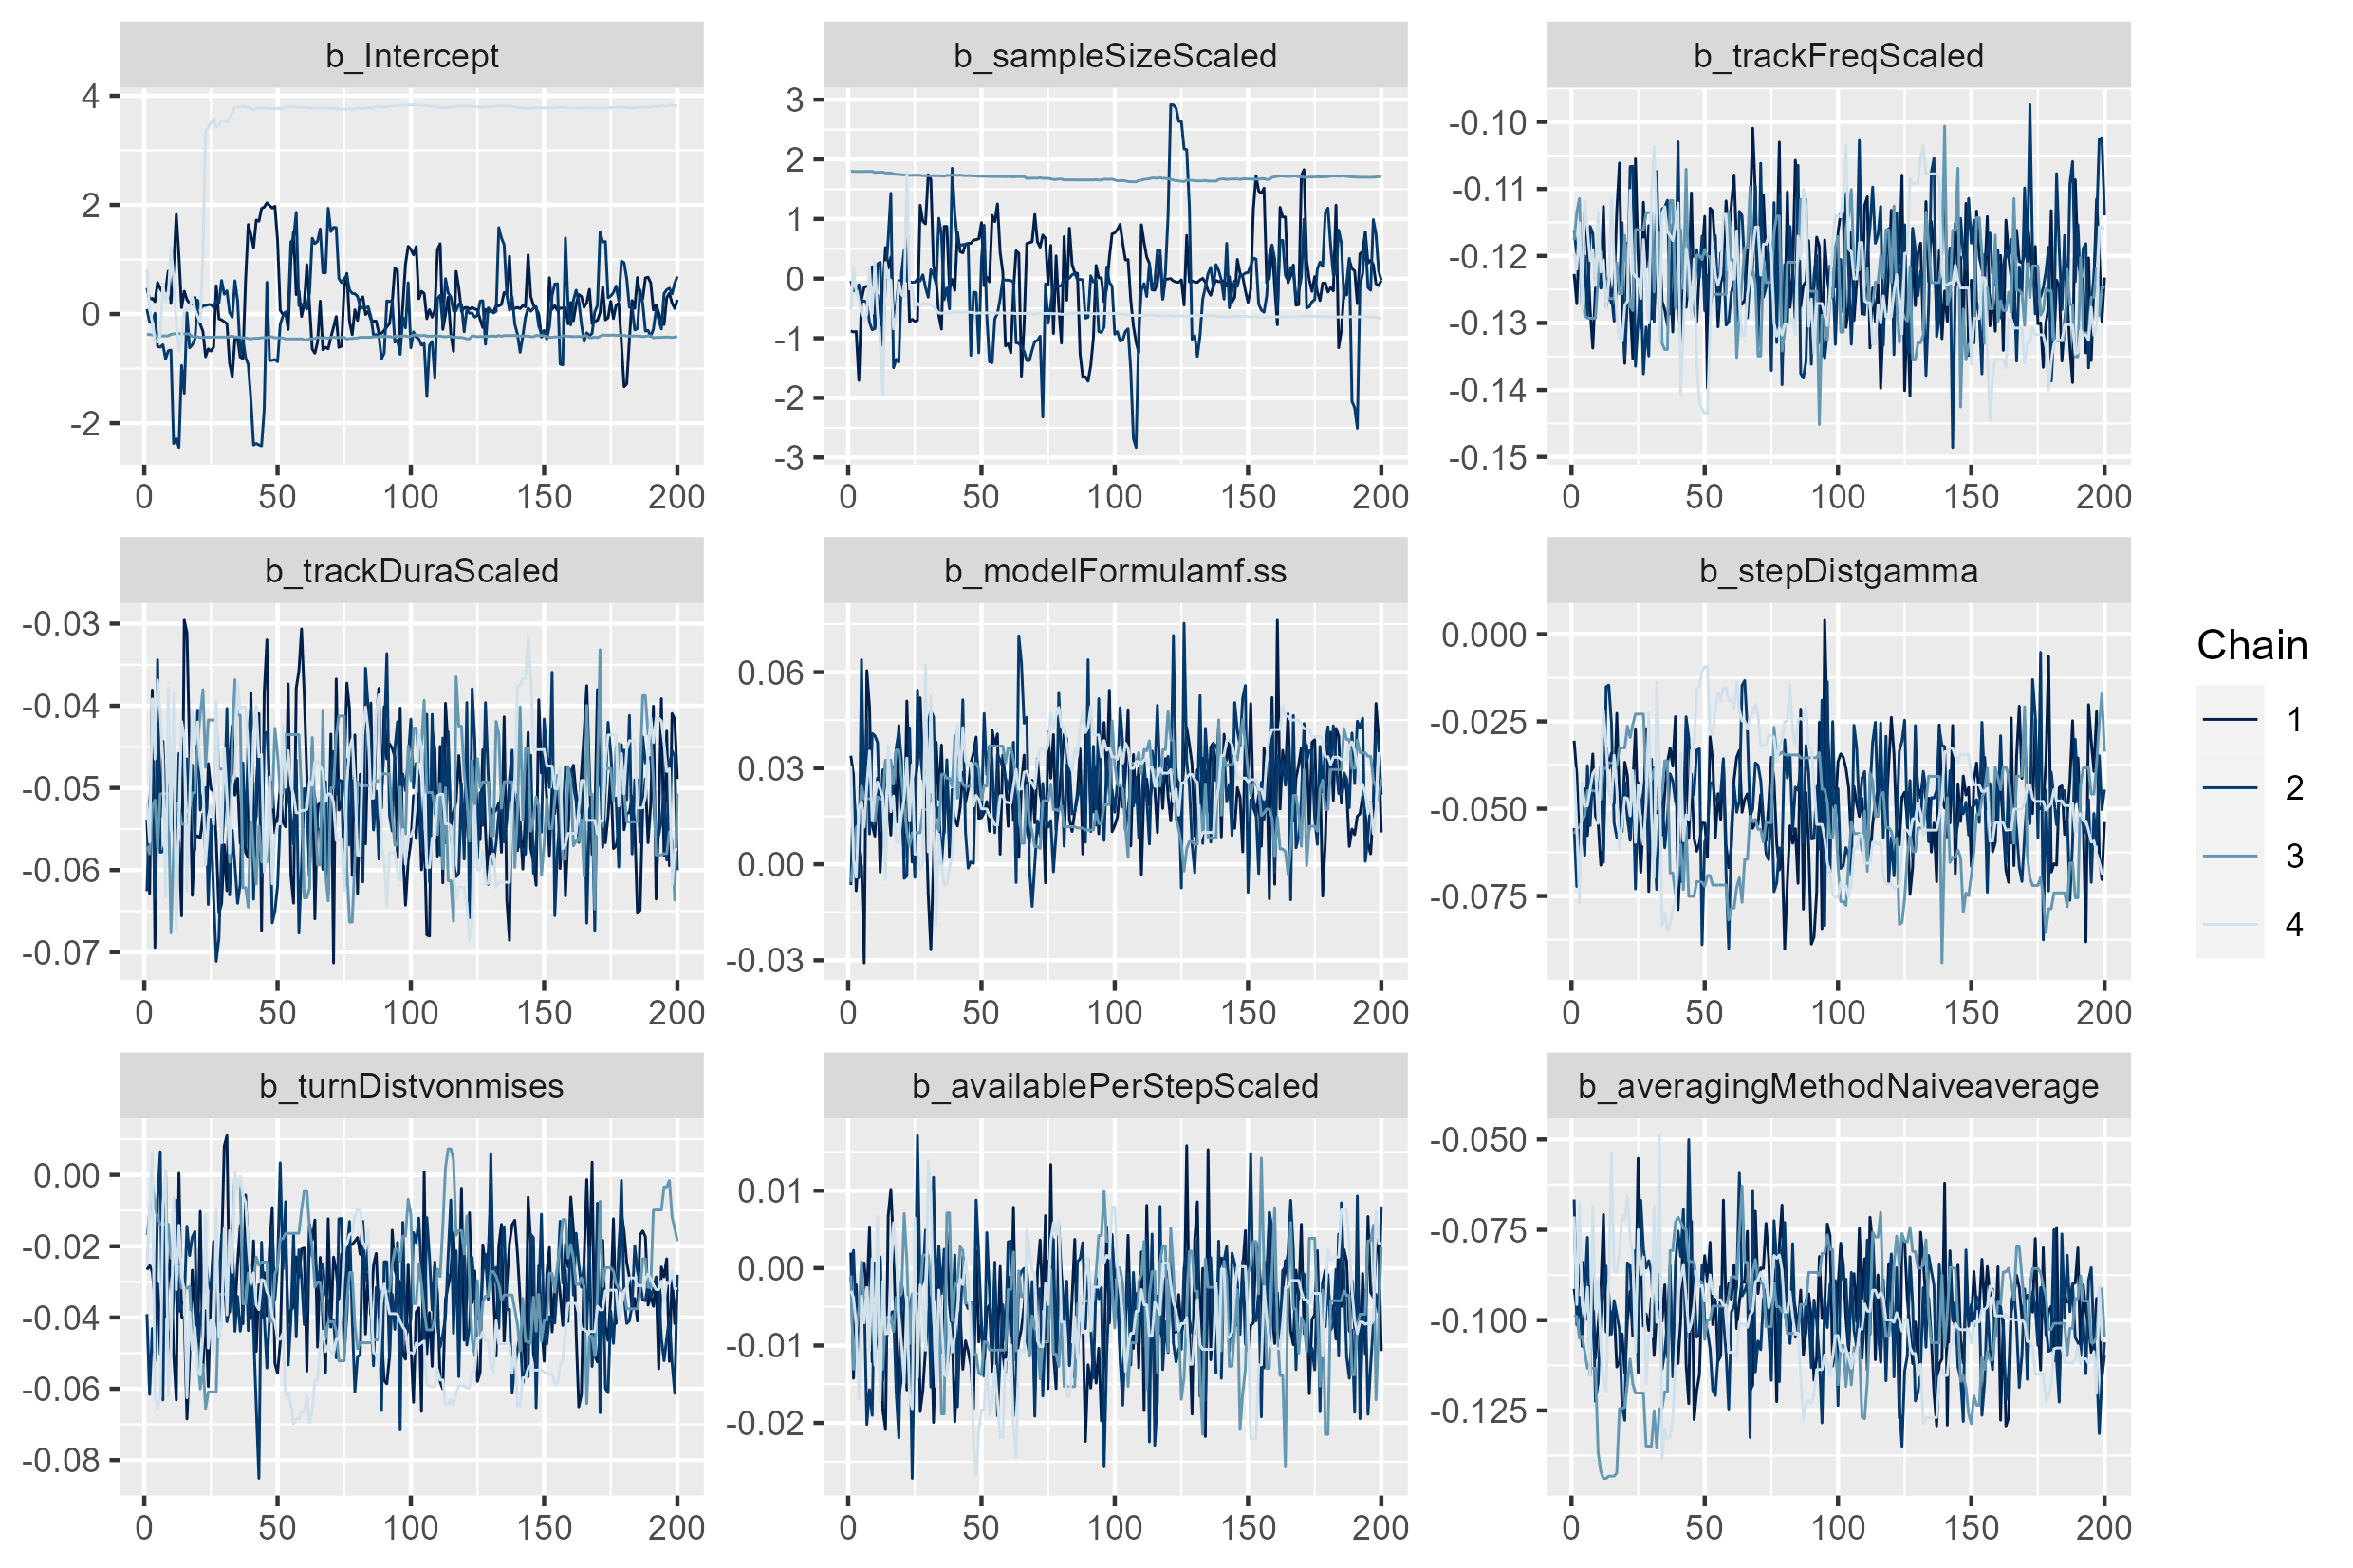 b_Intercept
4
2
0
-2
0 50 100 150 200
b_sampleSizeScaled
3
2
1
0
-1
-2
-3
0 50 100 150 200
b_trackFreqScaled
-0.10
-0.11
-0.12
-0.13
-0.14
-0.15
0 50 100 150 200
b_trackDuraScaled
-0.03
-0.04
-0.05
-0.06
-0.07
0 50 100 150 200
b_modelFormulamf.ss
0.06
0.03
0.00
-0.03
0 50 100 150 200
b_stepDistgamma
0.000
-0.025
-0.050
-0.075
0 50 100 150 200
b_turnDistvonmises
0.00
-0.02
-0.04
-0.06
-0.08
0 50 100 150 200
b_availablePerStepScaled
0.01
0.00
-0.01
-0.02
0 50 100 150 200
b_averagingMethodNaiveaverage
-0.050
-0.075
-0.100
-0.125
0 50 100 150 200
Chain
1
2
3
4